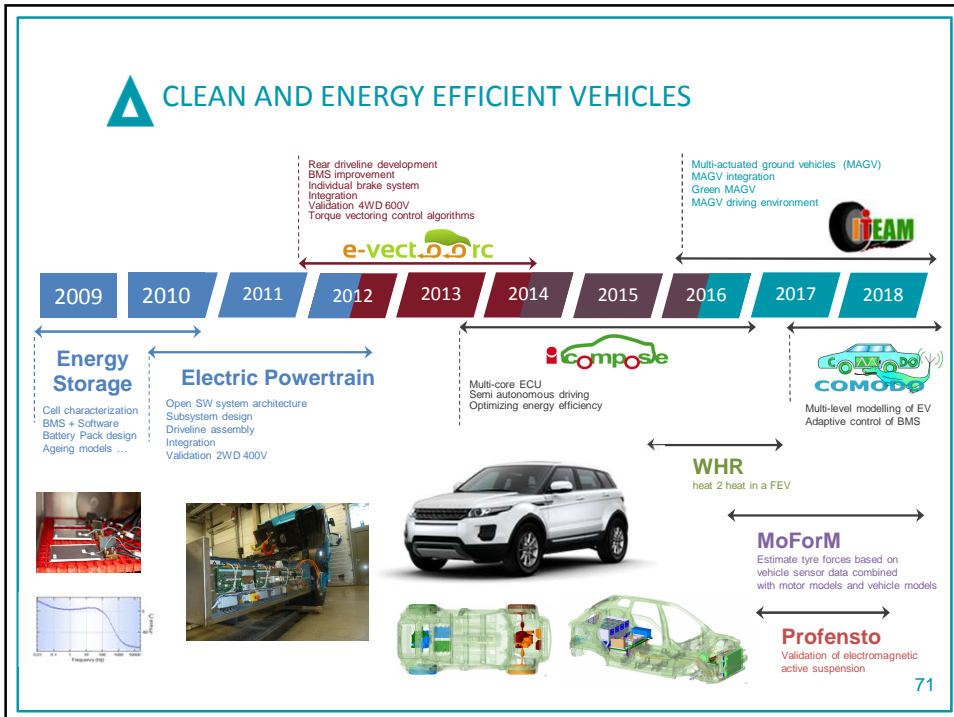 CLEAN AND ENERGY EFFICIENT VEHICLES
Rear driveline development
BMS improvement
Individual brake system
Integration
Validation 4WD 600V
Torque vectoring control algorithms
e-vectoorc
Multi-actuated ground vehicles (MAGV)
MAGV integration
Green MAGV
MAGV driving environment
ITEAM
2009
2010
2011
2012
2013
2014
2015
2016
2017
2018
Energy
Storage
Cell characterization
BMS + Software
Battery Pack design
Ageing models …
Electric Powertrain
Open SW system architecture
Subsystem design
Driveline assembly
Integration
Validation 2WD 400V
icompose
Multi-core ECU
Semi autonomous driving
Optimizing energy efficiency
COMODO
Multi-level modelling of EV
Adaptive control of BMS
WHR
heat 2 heat in a FEV
MoForM
Estimate tyre forces based on
vehicle sensor data combined
with motor models and vehicle models
Profensto
Validation of electromagnetic
active suspension
Frequency (Hz)
71